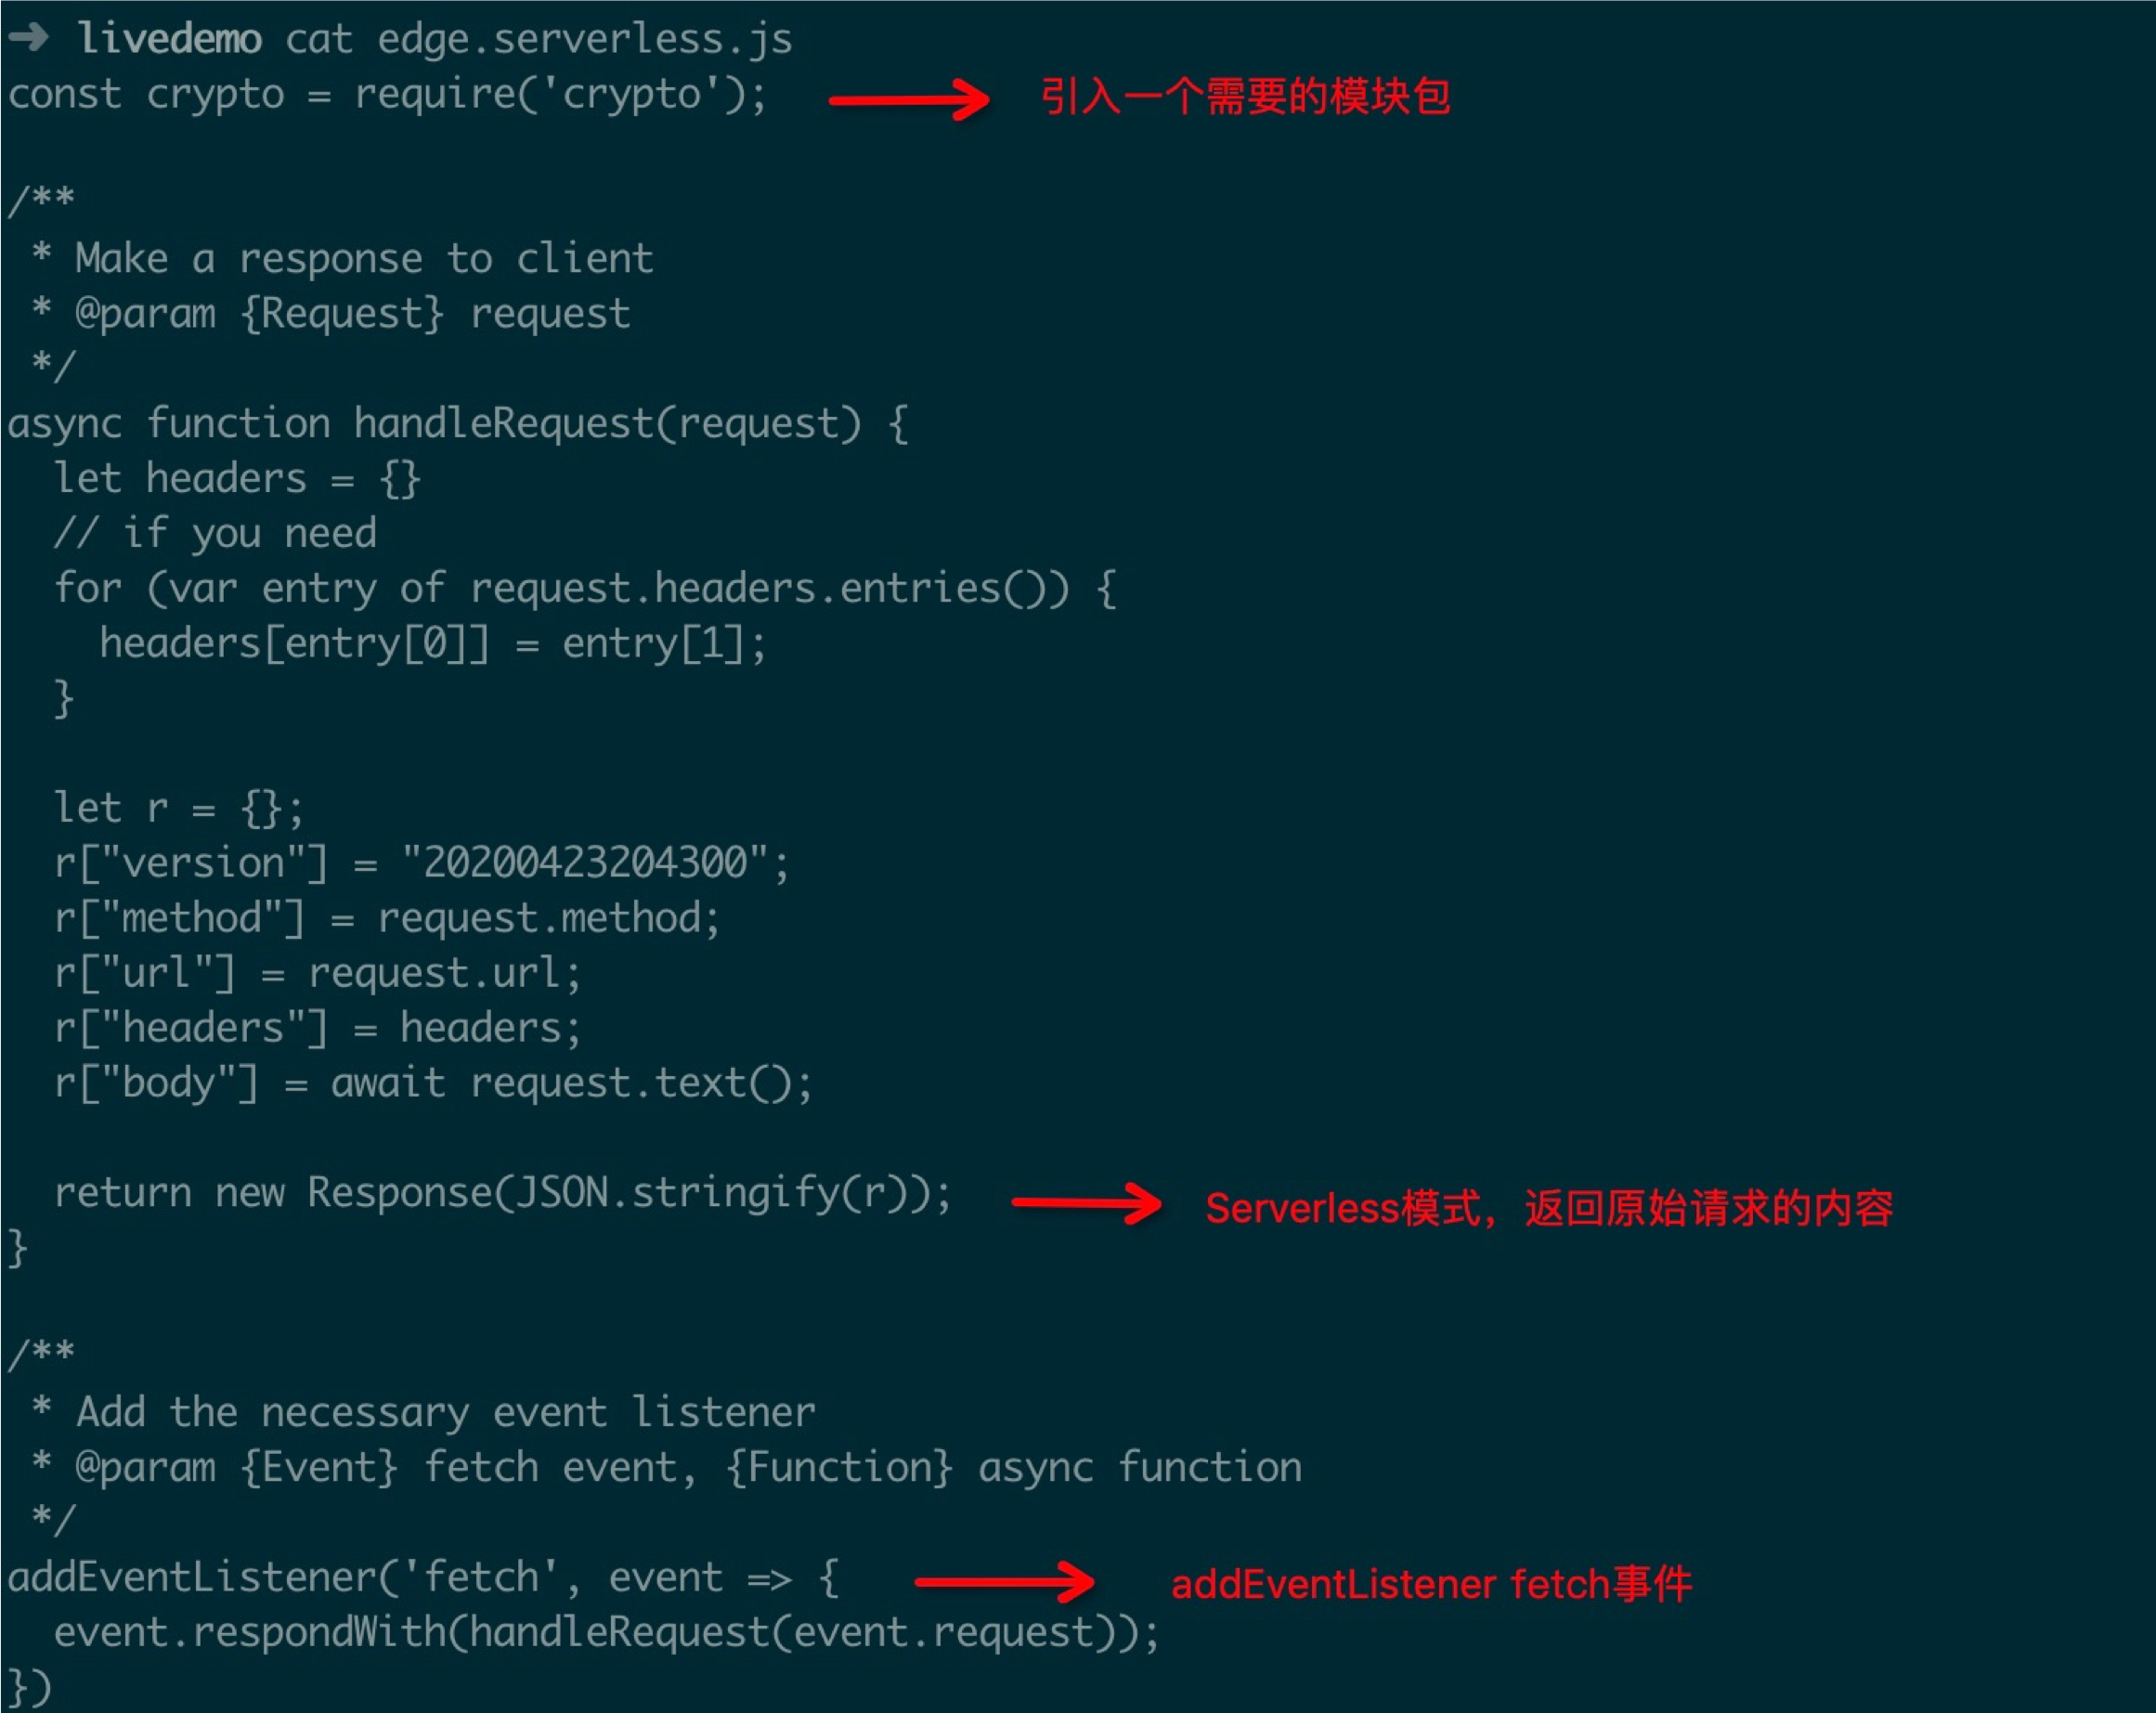 ➜ livedemo cat edge.serverless.js
const crypto = require('crypto'); 引入一个需要的模块包
/**
 * Make a response to client
 * @param {Request} request
 */
async function handleRequest(request) {
  let headers = {}
  // if you need
  for (var entry of request.headers.entries()) {
    headers[entry[0]] = entry[1];
  }
  let r = {};
  r["version"] = "20200423204300";
  r["method"] = request.method;
  r["url"] = request.url;
  r["headers"] = headers;
  r["body"] = await request.text();
  return new Response(JSON.stringify(r)); Serverless模式，返回原始请求的内容
}
/**
 * Add the necessary event listener
 * @param {Event} fetch event, {Function} async function
 */
addEventListener('fetch', event => { addEventListener fetch事件
  event.respondWith(handleRequest(event.request));
})